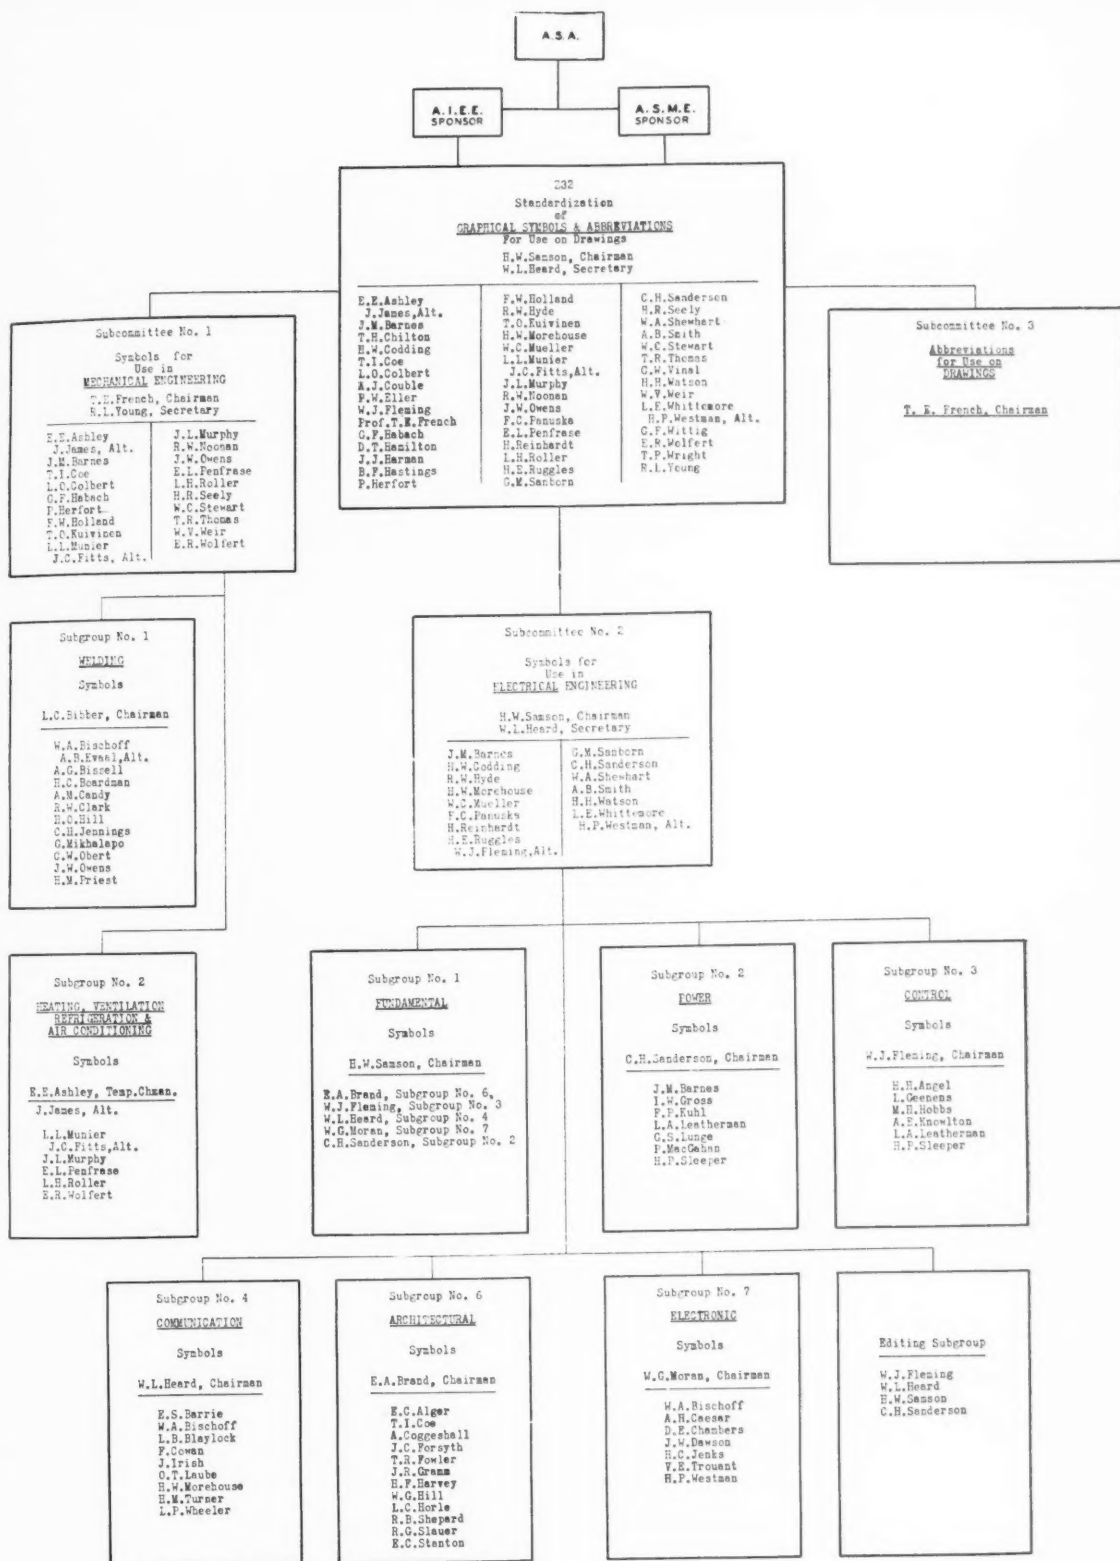 A.S.A.
A.I.E.E.
SPONSOR
A.S.M.E.
SPONSOR
Z32
Standardization
of
GRAPHICAL SYMBOLS & ABBREVIATIONS
For Use on Drawings
H.W.Samson, Chairman
W.L.Heard, Secretary
E.E.Ashley
J.James,Alt.
J.M.Barnes
T.H.Chilton
H.W.Codding
T.I.Coe
L.O.Colbert
A.J.Couble
P.W.Eller
W.J.Fleming
Prof.T.E.French
G.F.Habach
D.T.Hamilton
J.J.Harman
B.F.Hastings
P.Herfort
F.W.Holland
R.W.Hyde
T.O.Kuivinen
H.W.Morehouse
W.C.Mueller
L.L.Munier
J.C.Fitts,Alt.
J.L.Murphy
R.W.Noonan
J.W.Owens
F.C.Panuska
E.L.Penfrase
H.Reinhardt
L.H.Roller
H.E.Ruggles
G.M.Sanborn
C.H.Sanderson
H.R.Seely
W.A.Shewhart
A.B.Smith
W.C.Stewart
T.R.Thomas
G.W.Vinal
H.H.Watson
W.V.Weir
L.E.Whittemore
H.P.Westman, Alt.
G.F.Wittig
E.R.Wolfert
T.P.Wright
R.L.Young
Subcommittee No. 1
Symbols for
Use in
MECHANICAL ENGINEERING
T.E.French, Chairman
R.L.Young, Secretary
E.E.Ashley
J.James, Alt.
J.M.Barnes
T.I.Coe
L.O.Colbert
G.F.Habach
P.Herfort
F.W.Holland
T.O.Kuivinen
L.L.Munier
J.C.Fitts, Alt.
J.L.Murphy
R.W.Noonan
J.W.Owens
E.L.Penfrase
L.H.Roller
H.R.Seely
W.C.Stewart
T.R.Thomas
W.V.Weir
E.R.Wolfert
Subcommittee No. 3
Abbreviations
for Use on
DRAWINGS
T. E. French, Chairman
Subgroup No. 1
WELDING
Symbols
L.C.Bibber, Chairman
W.A.Bischoff
A.G.Bissell
H.C.Boardman
A.M.Candy
R.W.Clark
H.O.Hill
C.H.Jennings
G.Mikhalapo
C.W.Obert
J.W.Owens
H.M.Priest
Subcommittee No. 2
Symbols for
Use in
ELECTRICAL ENGINEERING
H.W.Samson, Chairman
W.L.Heard, Secretary
J.M.Barnes
H.W.Codding
R.W.Hyde
H.W.Morehouse
W.C.Mueller
F.C.Panuska
H.Reinhardt
H.E.Ruggles
W.J.Fleming,Alt.
G.M.Sanborn
C.H.Sanderson
W.A.Shewhart
A.B.Smith
H.H.Watson
L.E.Whittemore
H.P.Westman, Alt.
Subgroup No. 2
HEATING, VENTILATION
REFRIGERATION &
AIR CONDITIONING
Symbols
E.E.Ashley, Temp.Chman.
J.James, Alt.
L.L.Munier
J.C.Fitts,Alt.
J.L.Murphy
E.L.Penfrase
L.H.Roller
E.R.Wolfert
Subgroup No. 1
FUNDAMENTAL
Symbols
H.W.Samson, Chairman
E.A.Brand, Subgroup No. 6,
W.J.Fleming, Subgroup No. 3
W.L.Heard, Subgroup No. 4
W.G.Moran, Subgroup No. 7
C.H.Sanderson, Subgroup No. 2
Subgroup No. 2
POWER
Symbols
C.H.Sanderson, Chairman
J.M.Barnes
I.W.Gross
F.P.Kuhl
L.A.Leatherman
G.S.Lunge
P.MacGahan
H.P.Sleeper
Subgroup No. 3
CONTROL
Symbols
W.J.Fleming, Chairman
H.H.Angel
L.Geenens
M.H.Hobbs
A.E.Knowlton
L.A.Leatherman
H.P.Sleeper
Subgroup No. 4
COMMUNICATION
Symbols
W.L.Heard, Chairman
E.S.Barrie
W.A.Bischoff
L.B.Blaylock
F.Cowan
J.Irish
O.T.Laube
H.W.Morehouse
H.M.Turner
L.P.Wheeler
Subgroup No. 6
ARCHITECTURAL
Symbols
E.A.Brand, Chairman
E.C.Alger
T.I.Coe
A.Coggeshall
J.C.Forsyth
T.R.Fowler
J.R.Gramm
H.F.Harvey
W.G.Hill
L.C.Horle
R.B.Shepard
R.G.Slauer
E.C.Stanton
Subgroup No. 7
ELECTRONIC
Symbols
W.G.Moran, Chairman
W.A.Bischoff
A.H.Caesar
D.E.Chambers
J.W.Dawson
H.C.Jenks
V.E.Trouant
H.P.Westman
Editing Subgroup
W.J.Fleming
W.L.Heard
H.W.Samson
C.H.Sanderson